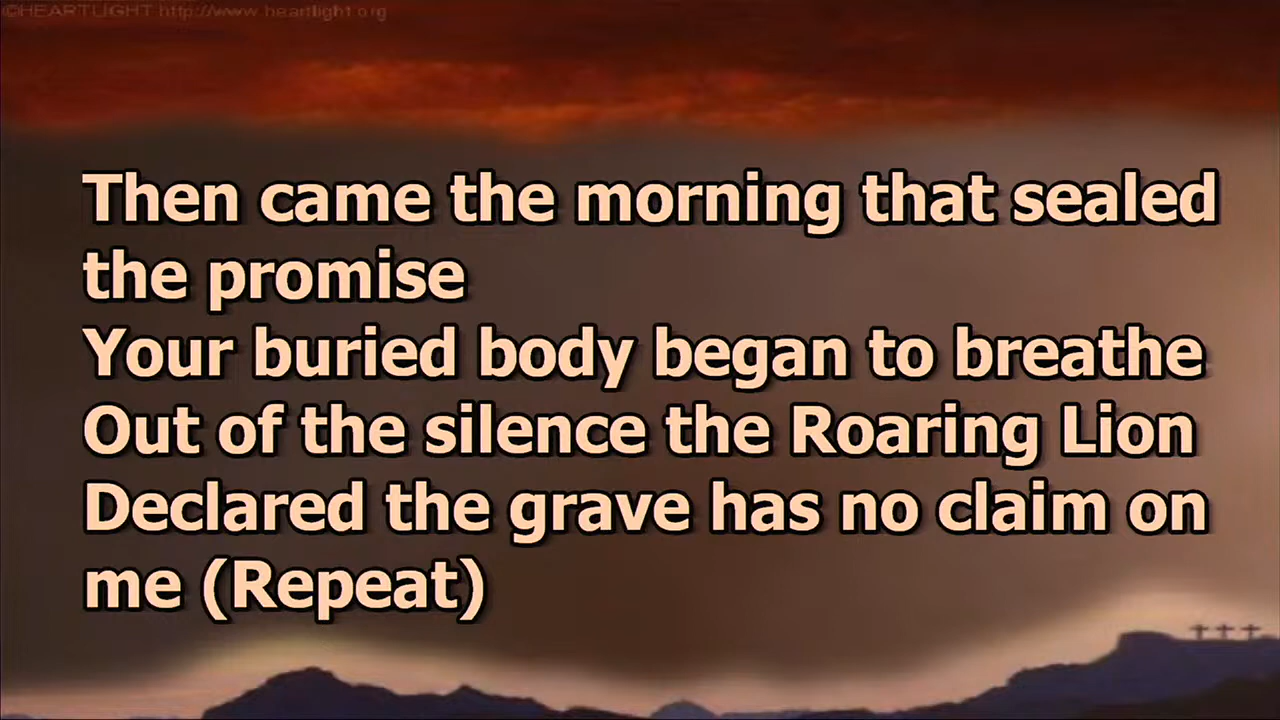 ©HEARTLIGHT http://www.heartlight.org
Then came the morning that sealed
the promise
Your buried body began to breathe
Out of the silence the Roaring Lion
Declared the grave has no claim on
me (Repeat)